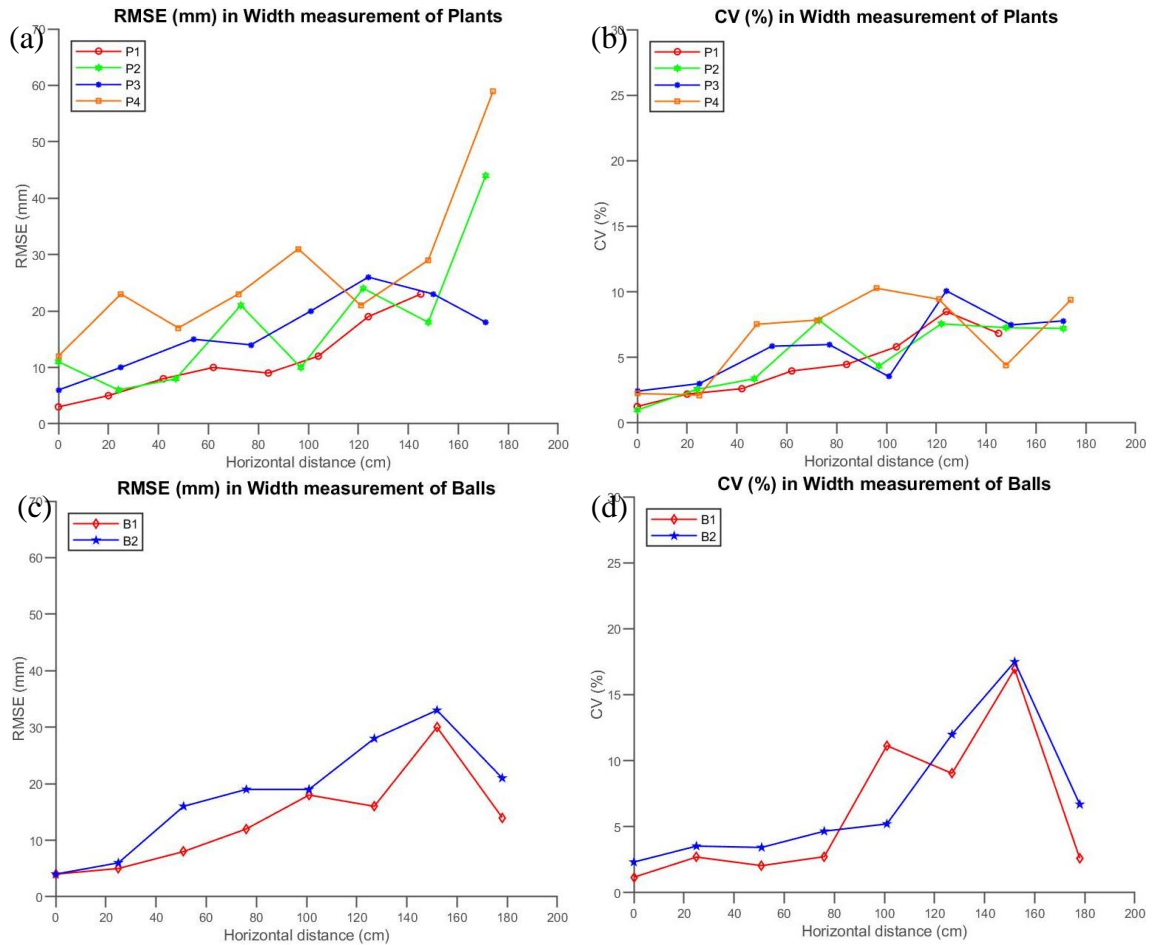 (a)
RMSE (mm) in Width measurement of Plants
70
60
50
40
30
20
10
0
RMSE (mm)
P1
P2
P3
P4
0 20 40 60 80 100 120 140 160 180 200
Horizontal distance (cm)
(b)
CV (%) in Width measurement of Plants
30
25
20
15
10
5
0
CV (%)
P1
P2
P3
P4
0 20 40 60 80 100 120 140 160 180 200
Horizontal distance (cm)
(c)
RMSE (mm) in Width measurement of Balls
70
60
50
40
30
20
10
0
RMSE (mm)
B1
B2
0 20 40 60 80 100 120 140 160 180 200
Horizontal distance (cm)
(d)
CV (%) in Width measurement of Balls
30
25
20
15
10
5
0
CV (%)
B1
B2
0 20 40 60 80 100 120 140 160 180 200
Horizontal distance (cm)